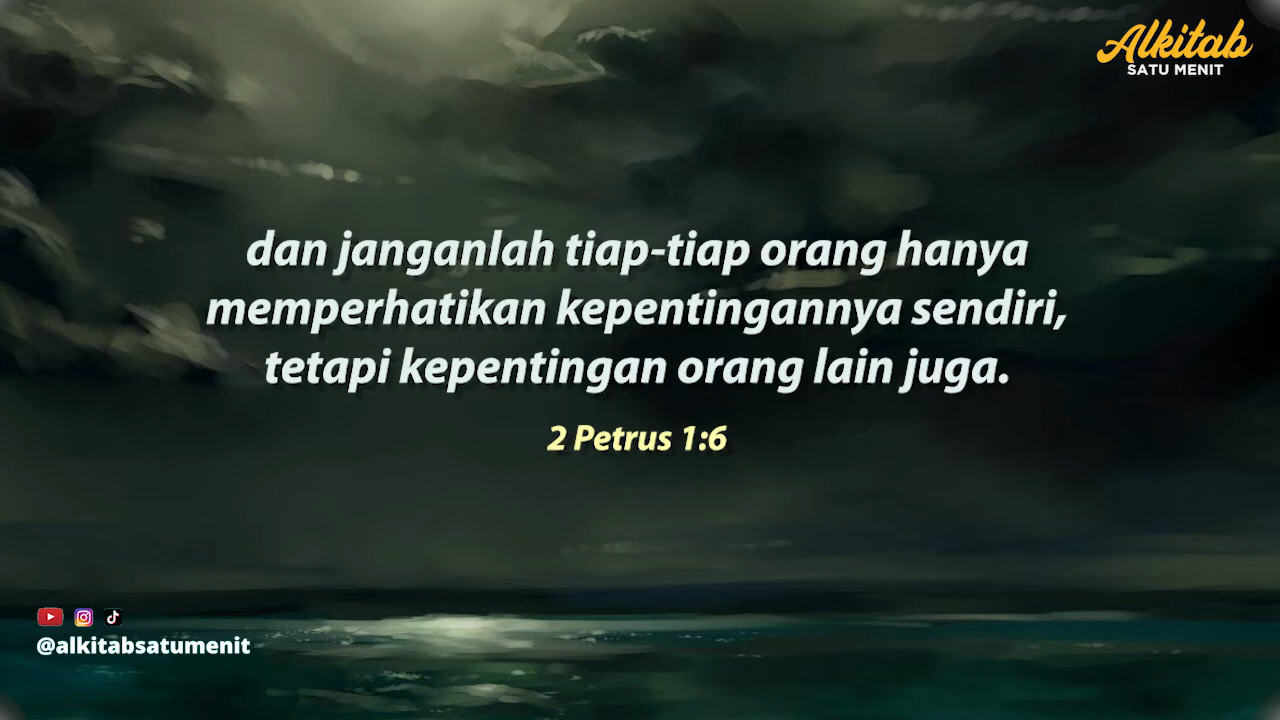 Alkitab
SATU MENIT
dan janganlah tiap-tiap orang hanya
memperhatikan kepentingannya sendiri,
tetapi kepentingan orang lain juga.
2 Petrus 1:6
@alkitabsatumenit